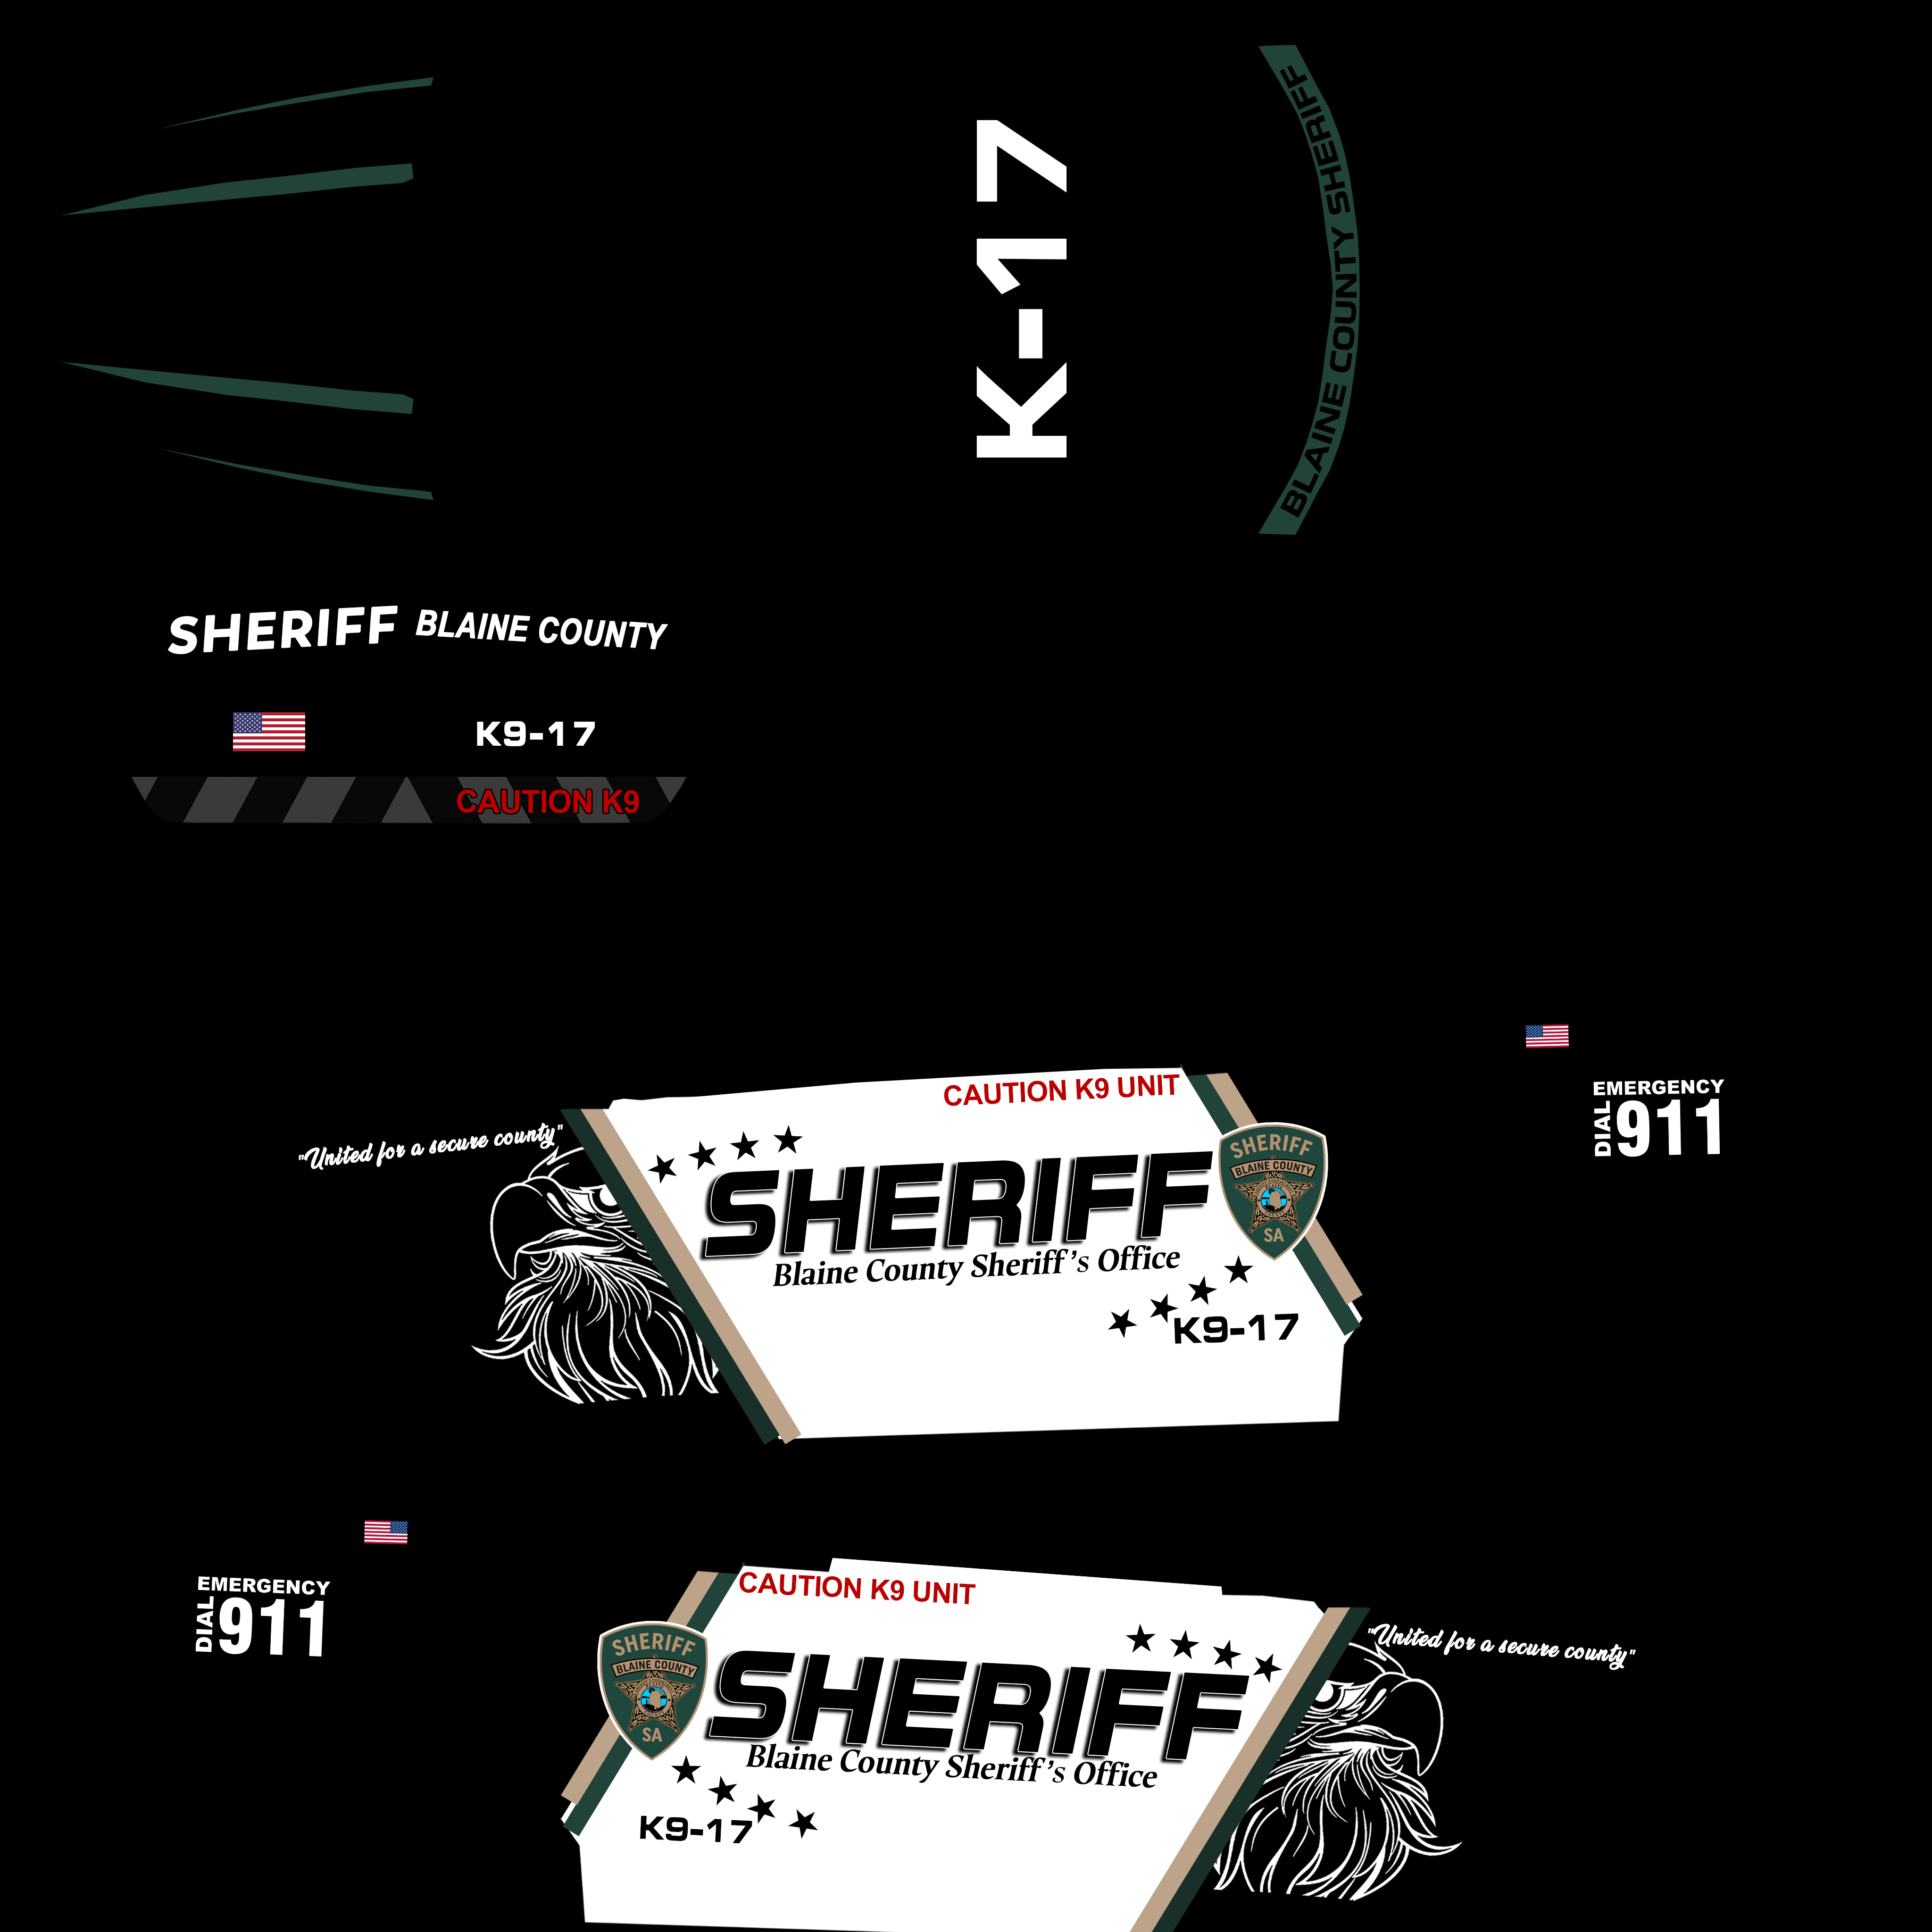 K-17
BLAINE COUNTY SHERIFF
SHERIFF BLAINE COUNTY
K9-17
CAUTION K9
CAUTION K9 UNIT
"United for a secure county"
SHERIFF
Blaine County Sheriff's Office
K9-17
SHERIFF
BLAINE COUNTY
SA
EMERGENCY
DIAL 911
EMERGENCY
DIAL 911
CAUTION K9 UNIT
SHERIFF
BLAINE COUNTY
SA
SHERIFF
Blaine County Sheriff's Office
K9-17
"United for a secure county"